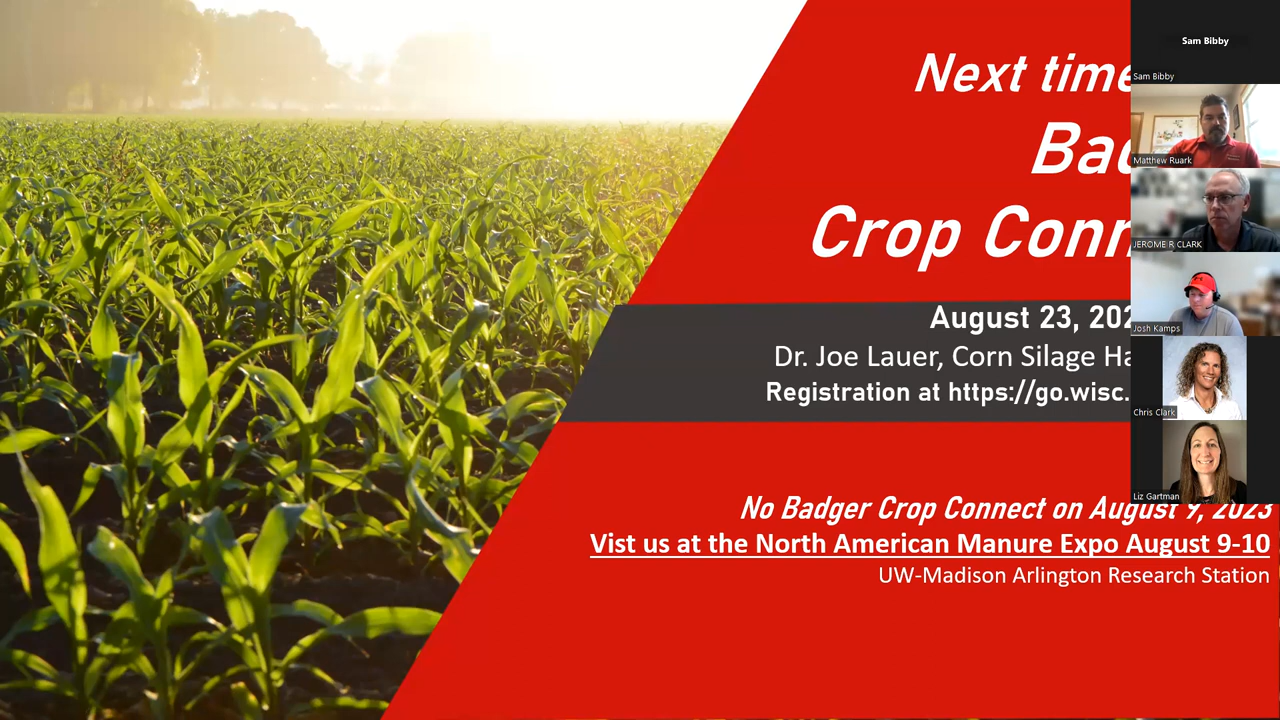 Next time
Bad
Crop Conn
August 23, 202
Dr. Joe Lauer, Corn Silage Ha
Registration at https://go.wisc.
No Badger Crop Connect on August 9, 2023
Vist us at the North American Manure Expo August 9-10
UW-Madison Arlington Research Station
Sam Bibby
Sam Bibby
Matthew Ruark
JEROME R CLARK
Josh Kamps
Chris Clark
Liz Gartman